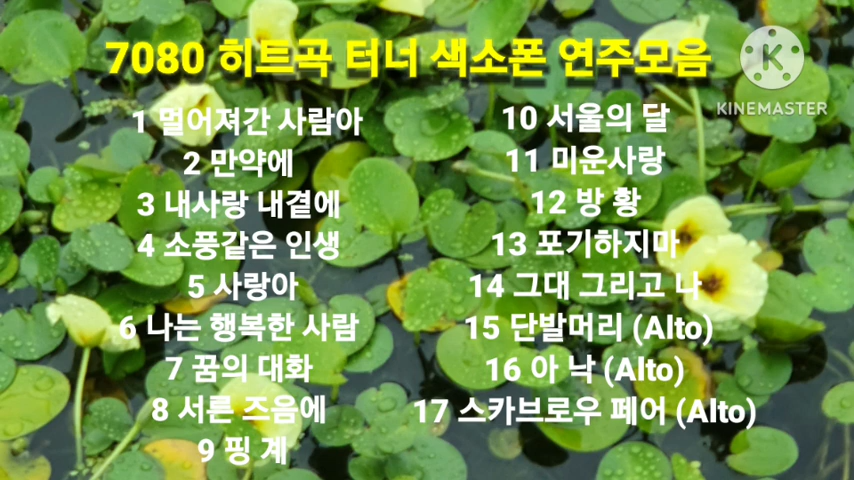 7080 히트곡 터너 색소폰 연주모음
K
KINEMASTER
1 멀어져간 사람아
2 만약에
3 내사랑 내곁에
4 소풍같은 인생
5 사랑아
6 나는 행복한 사람
7 꿈의 대화
8 서른 즈음에
9 핑 계
10 서울의 달
11 미운사랑
12 방 황
13 포기하지마
14 그대 그리고 나
15 단발머리 (Alto)
16 아 낙 (Alto)
17 스카브로우 페어 (Alto)